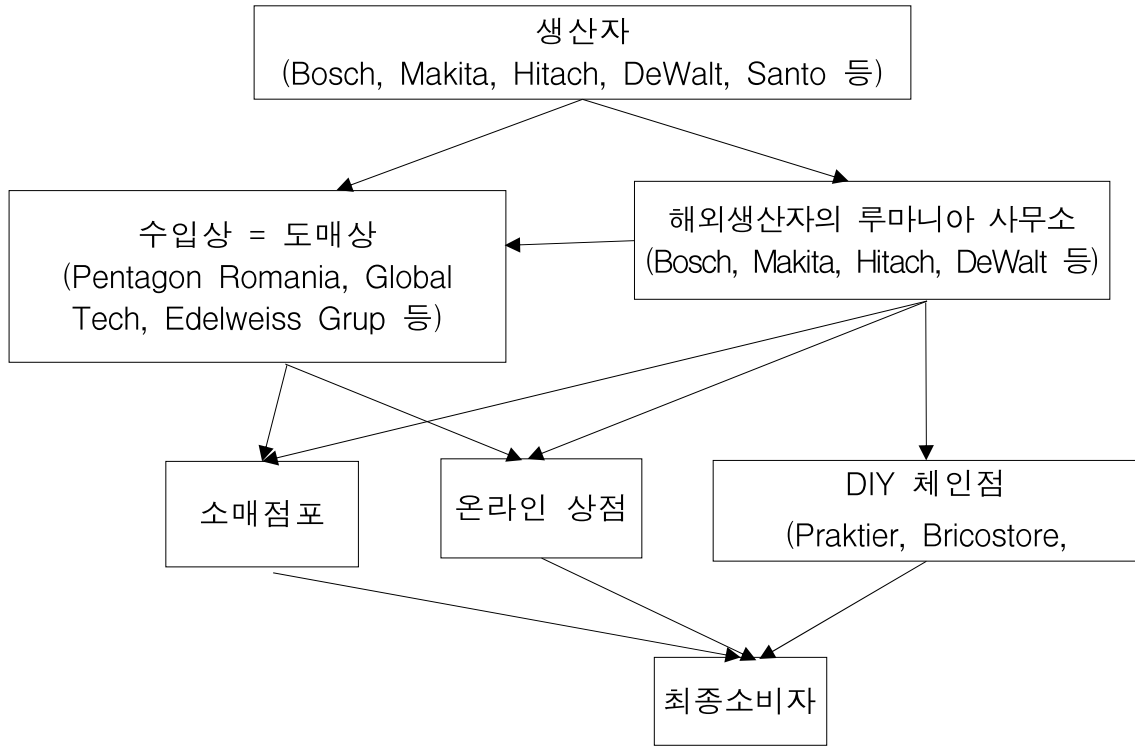 생산자
(Bosch, Makita, Hitach, DeWalt, Santo 등)
수입상 = 도매상
(Pentagon Romania, Global
Tech, Edelweiss Grup 등)
해외생산자의 루마니아 사무소
(Bosch, Makita, Hitach, DeWalt 등)
소매점포
온라인 상점
DIY 체인점
(Praktier, Bricostore,
최종소비자